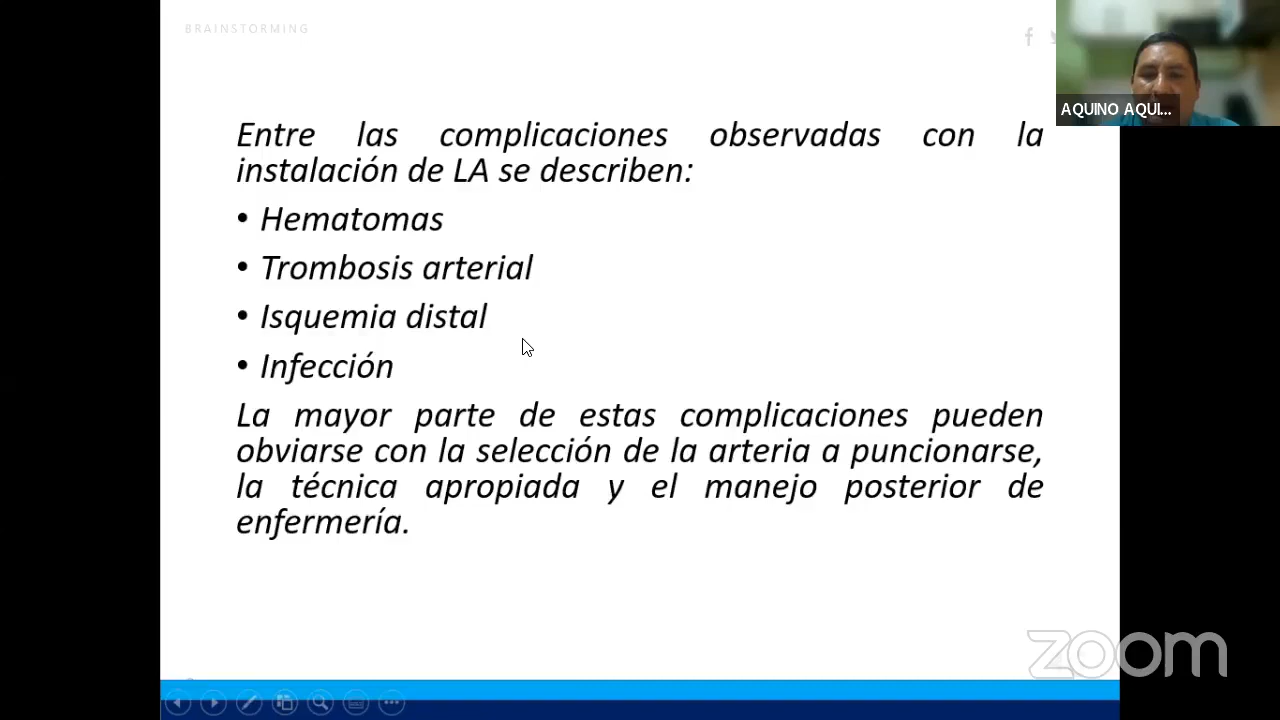 BRAINSTORMING
AQUINO AQUI...
Entre las complicaciones observadas con la
instalación de LA se describen:
• Hematomas
• Trombosis arterial
• Isquemia distal
• Infección
La mayor parte de estas complicaciones pueden
obviarse con la selección de la arteria a puncionarse,
la técnica apropiada y el manejo posterior de
enfermería.
zoom